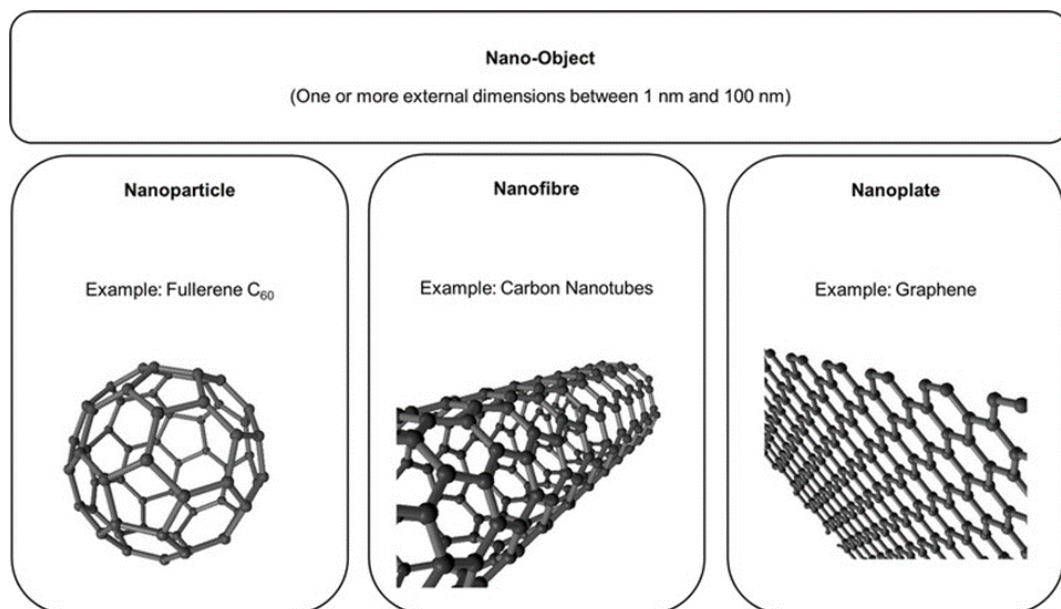 Nano-Object
(One or more external dimensions between 1 nm and 100 nm)
Nanoparticle
Example: Fullerene C₆₀
Nanofibre
Example: Carbon Nanotubes
Nanoplate
Example: Graphene